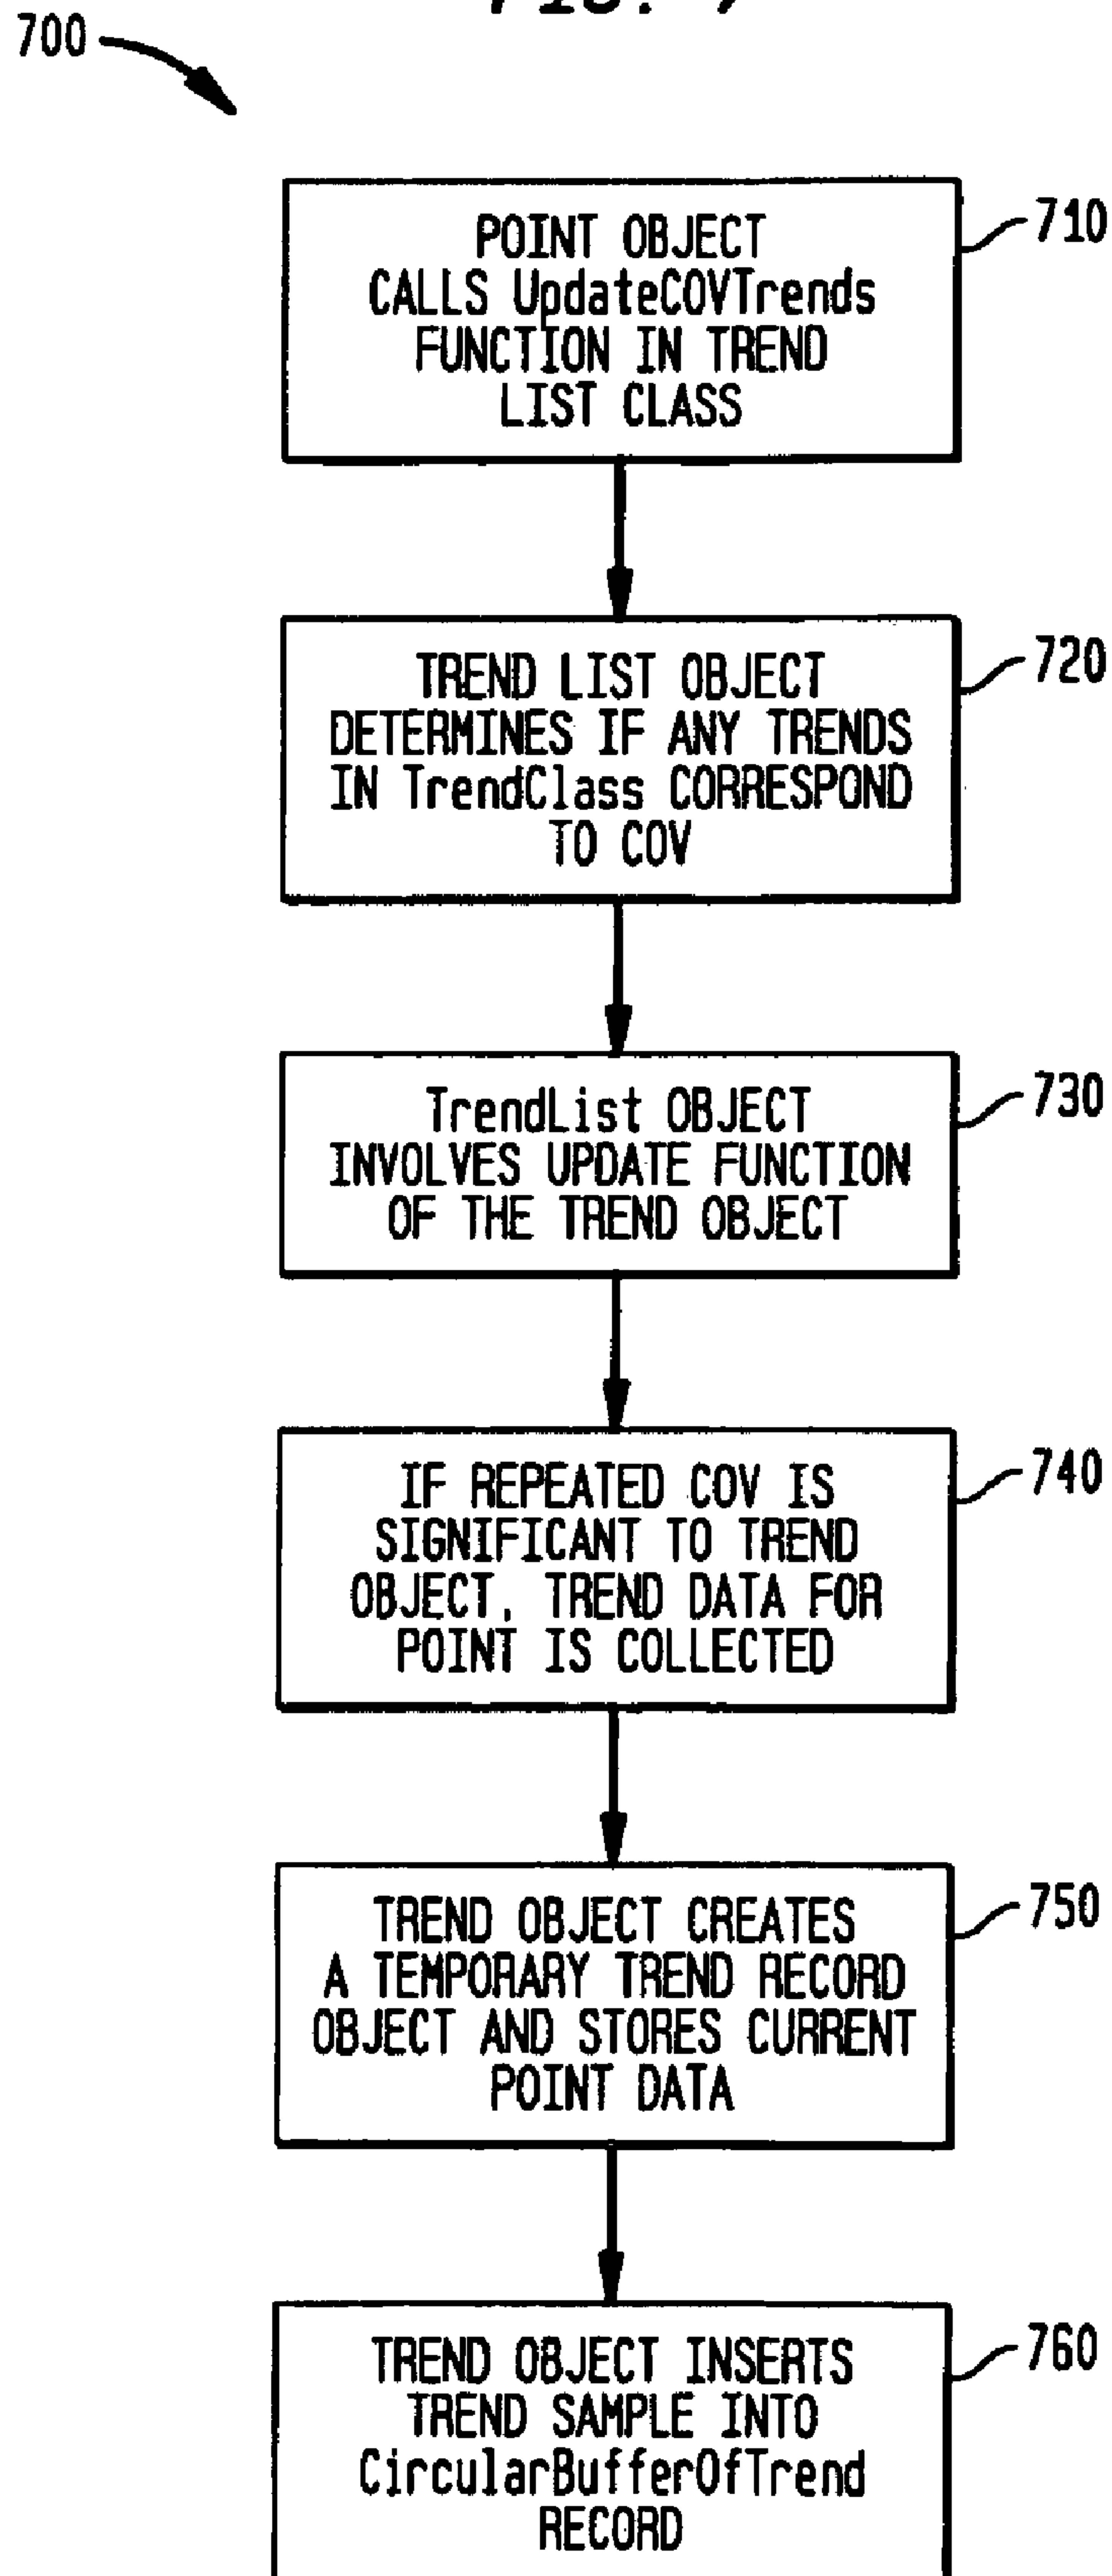 FIG. 7
700
710
POINT OBJECT
CALLS UpdateCOVTrends
FUNCTION IN TREND
LIST CLASS
720
TREND LIST OBJECT
DETERMINES IF ANY TRENDS
IN TrendClass CORRESPOND
TO COV
730
TrendList OBJECT
INVOLVES UPDATE FUNCTION
OF THE TREND OBJECT
740
IF REPEATED COV IS
SIGNIFICANT TO TREND
OBJECT, TREND DATA FOR
POINT IS COLLECTED
750
TREND OBJECT CREATES
A TEMPORARY TREND RECORD
OBJECT AND STORES CURRENT
POINT DATA
760
TREND OBJECT INSERTS
TREND SAMPLE INTO
CircularBufferOfTrend
RECORD